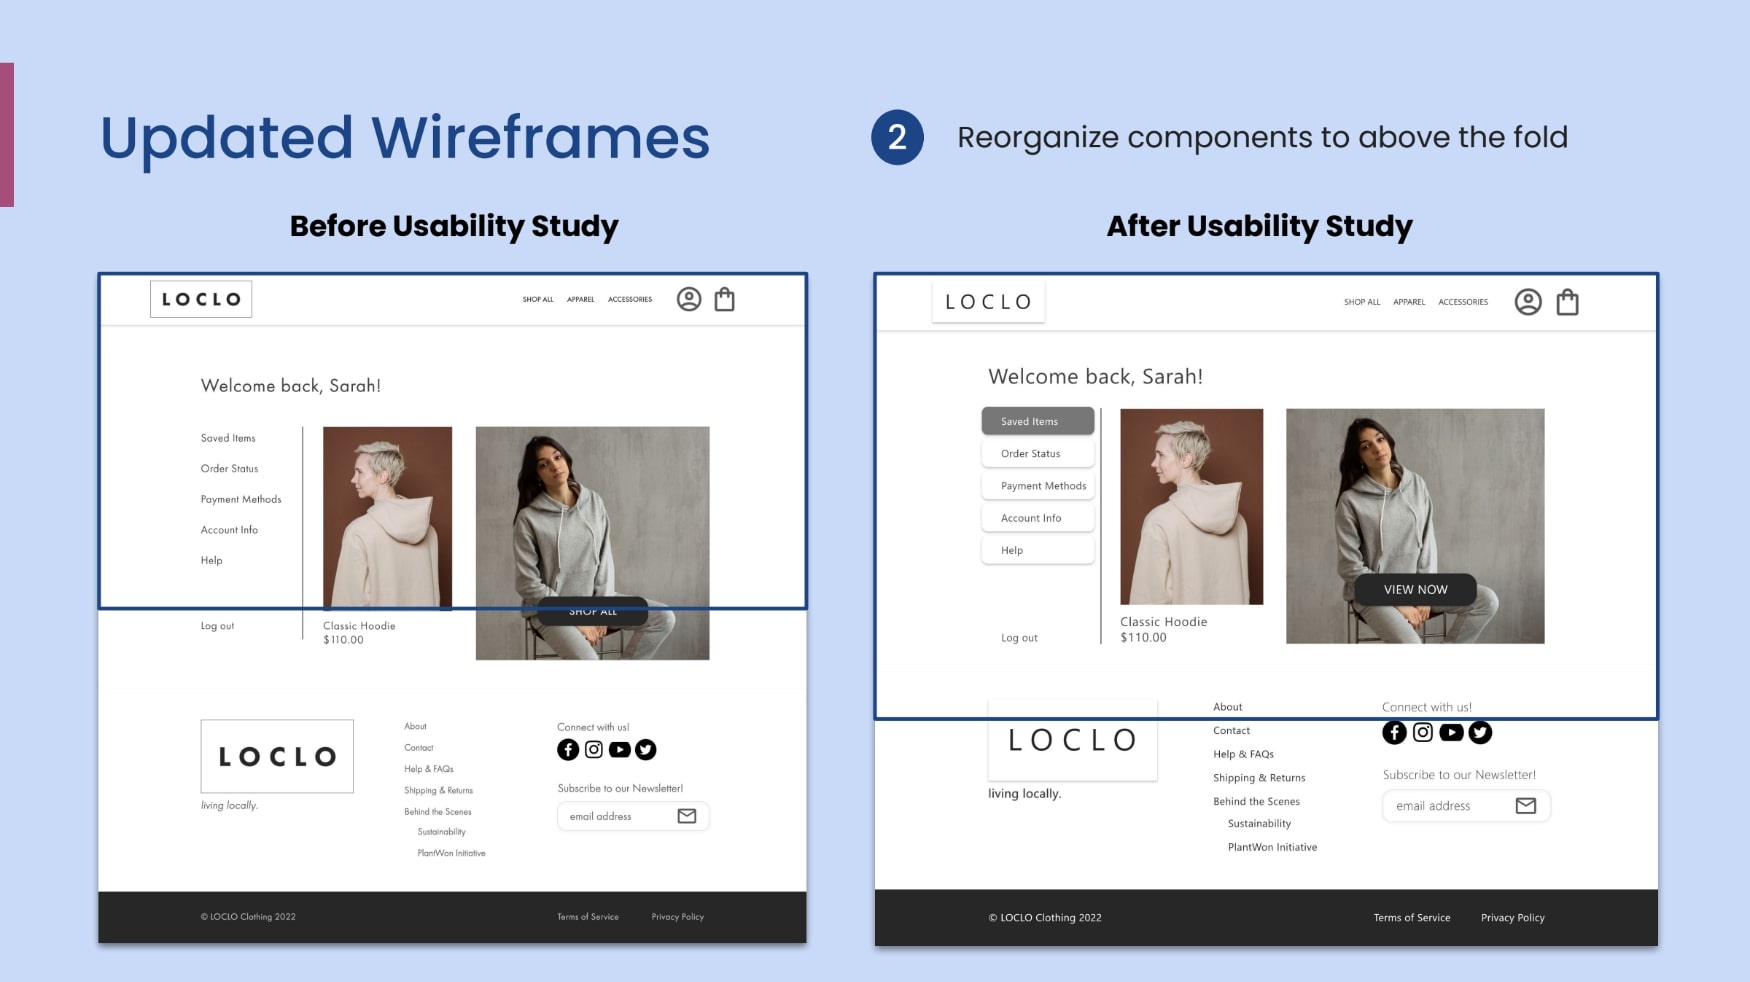 Updated Wireframes
2
Reorganize components to above the fold
Before Usability Study
LOCLO
SHOP ALL APPAREL ACCESSORIES
Welcome back, Sarah!
Saved Items
Order Status
Payment Methods
Account Info
Help
Log out
Classic Hoodie
$110.00
SHOP ALL
LOCLO
living locally.
About
Contact
Help & FAQs
Shipping & Returns
Behind the Scenes
Sustainability
PlantWon Initiative
Connect with us!
Subscribe to our Newsletter!
email address
© LOCLO Clothing 2022
Terms of Service Privacy Policy
After Usability Study
LOCLO
SHOP ALL APPAREL ACCESSORIES
Welcome back, Sarah!
Saved Items
Order Status
Payment Methods
Account Info
Help
Log out
Classic Hoodie
$110.00
VIEW NOW
LOCLO
living locally.
About
Contact
Help & FAQs
Shipping & Returns
Behind the Scenes
Sustainability
PlantWon Initiative
Connect with us!
Subscribe to our Newsletter!
email address
© LOCLO Clothing 2022
Terms of Service Privacy Policy